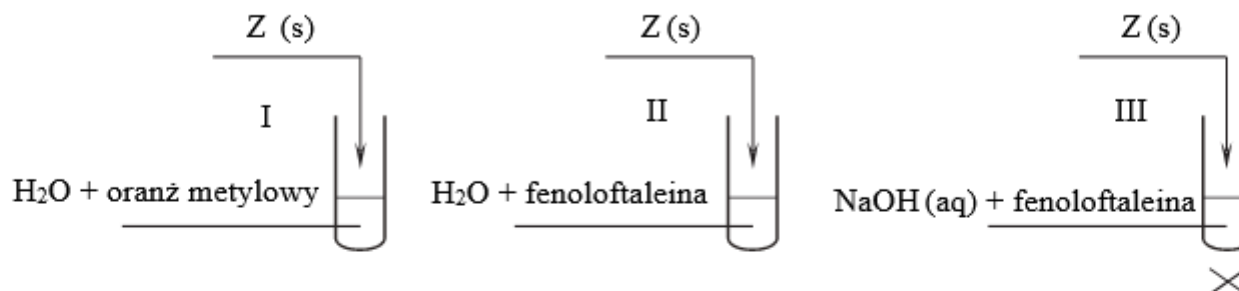 Z (s)
Z (s)
Z (s)
I
II
III
H2O + oranż metylowy
H2O + fenoloftaleina
NaOH (aq) + fenoloftaleina